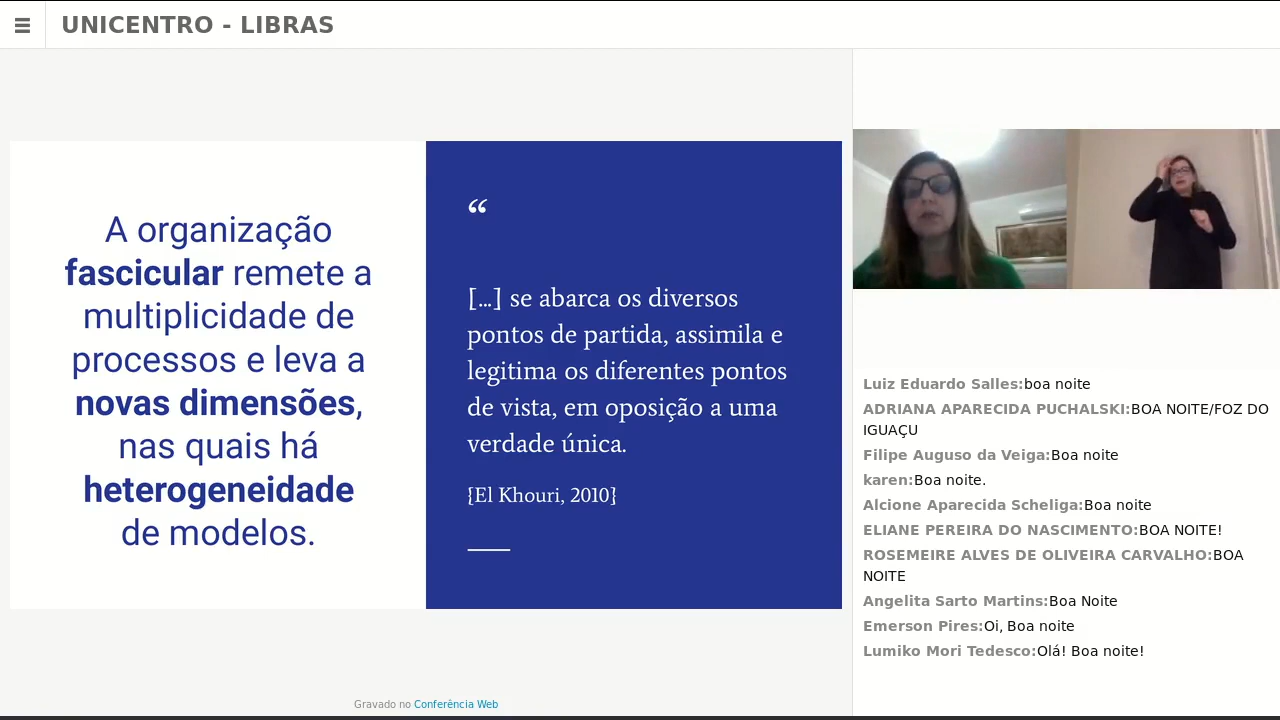 UNICENTRO - LIBRAS
A organização
fascicular remete a
multiplicidade de
processos e leva a
novas dimensões,
nas quais há
heterogeneidade
de modelos.
“
[...] se abarca os diversos
pontos de partida, assimila e
legitima os diferentes pontos
de vista, em oposição a uma
verdade única.
{El Khouri, 2010}
Luiz Eduardo Salles:boa noite
ADRIANA APARECIDA PUCHALSKI:BOA NOITE/FOZ DO
IGUAÇU
Filipe Auguso da Veiga:Boa noite
karen:Boa noite.
Alcione Aparecida Scheliga:Boa noite
ELIANE PEREIRA DO NASCIMENTO:BOA NOITE!
ROSEMEIRE ALVES DE OLIVEIRA CARVALHO:BOA
NOITE
Angelita Sarto Martins:Boa Noite
Emerson Pires:Oi, Boa noite
Lumiko Mori Tedesco:Olá! Boa noite!
Gravado no Conferência Web